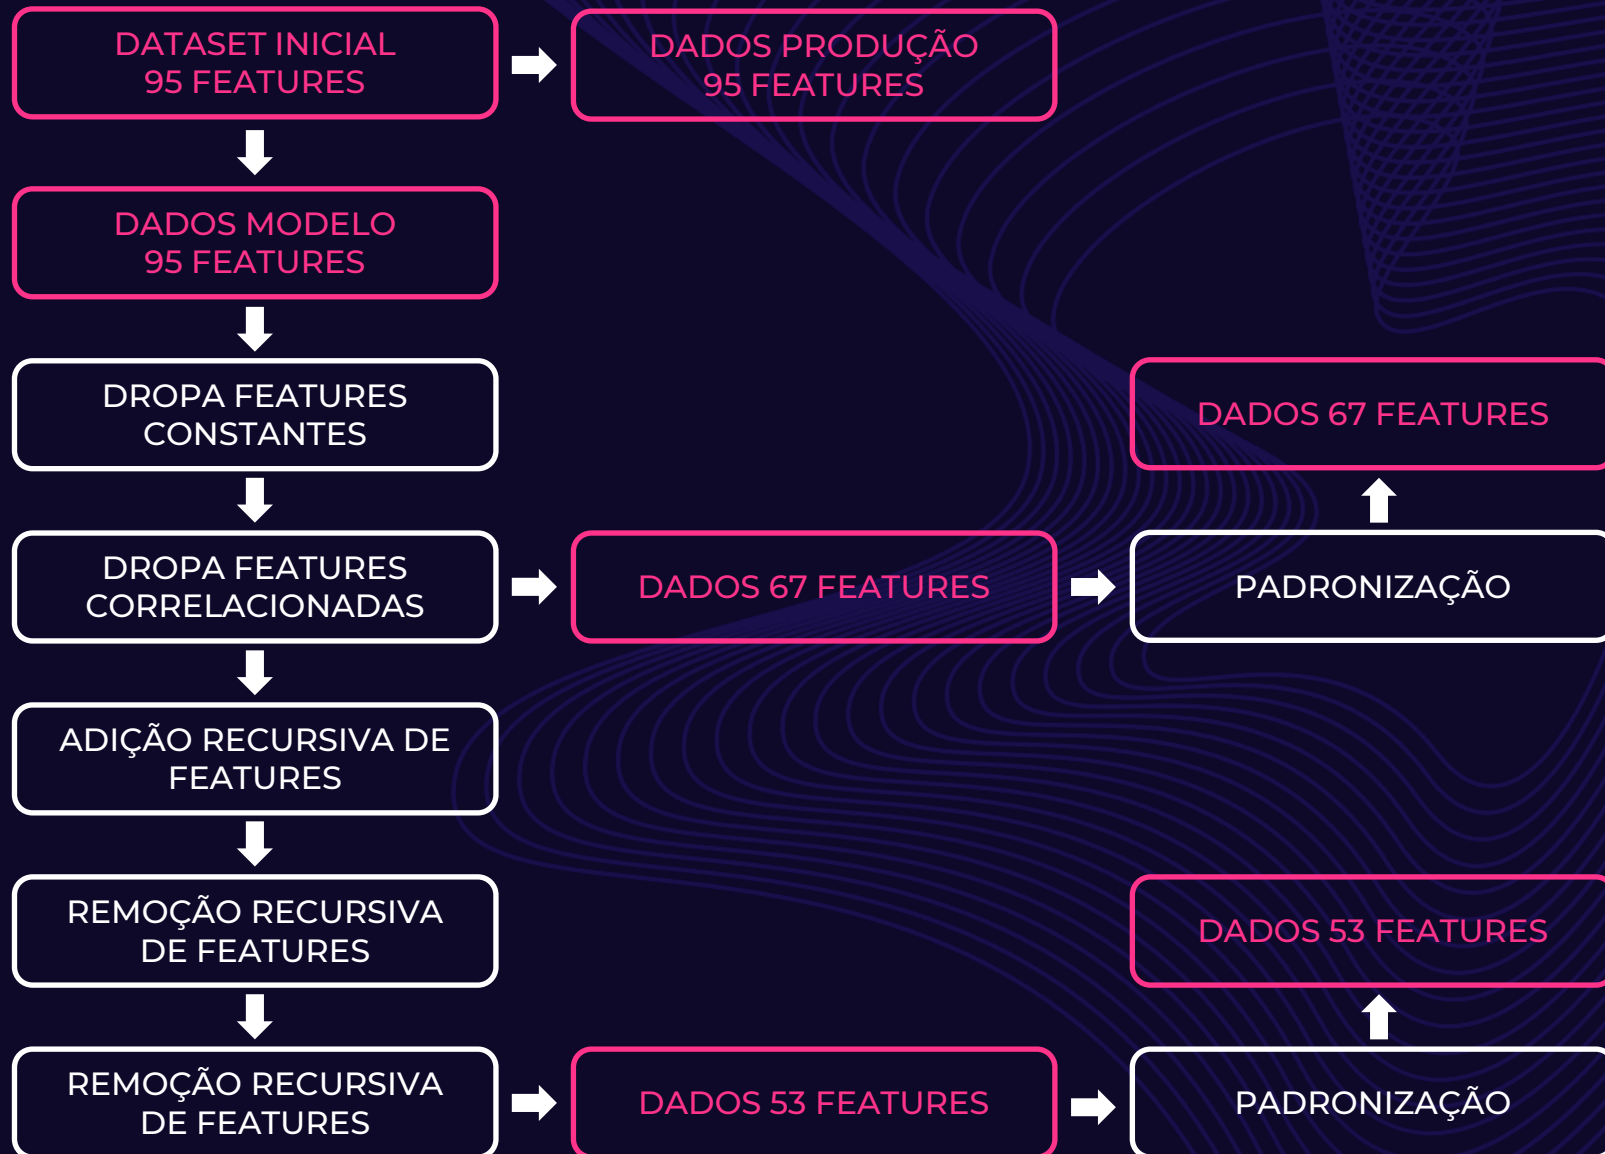 DATASET INICIAL
95 FEATURES
DADOS PRODUÇÃO
95 FEATURES
DADOS MODELO
95 FEATURES
DROPA FEATURES
CONSTANTES
DADOS 67 FEATURES
DROPA FEATURES
CORRELACIONADAS
DADOS 67 FEATURES
PADRONIZAÇÃO
ADIÇÃO RECURSIVA DE
FEATURES
REMOÇÃO RECURSIVA
DE FEATURES
DADOS 53 FEATURES
REMOÇÃO RECURSIVA
DE FEATURES
DADOS 53 FEATURES
PADRONIZAÇÃO